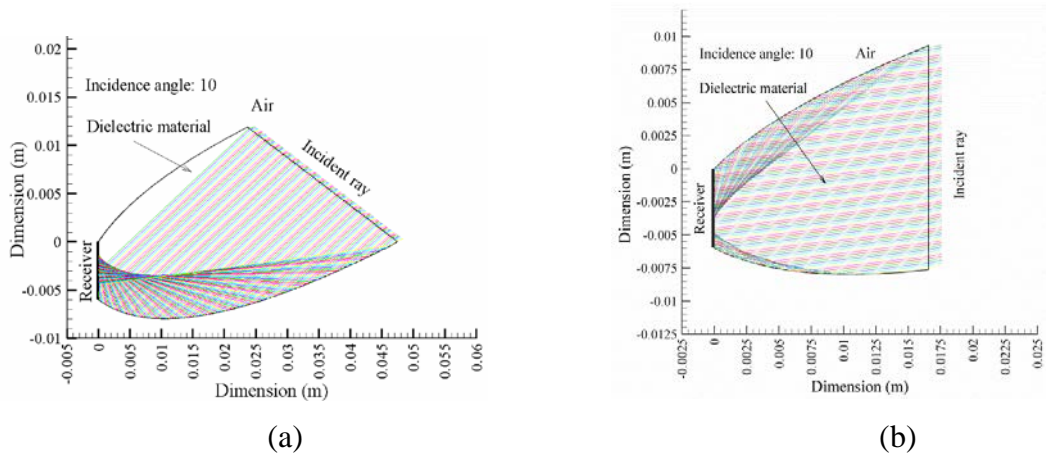 0.02
0.015
0.01
0.005
0
-0.005
-0.01
Dimension (m)
Incidence angle: 10
Air
Dielectric material
Incident ray
Receiver
-0.005
0
0.005
0.01
0.015
0.02
0.025
0.03
0.035
0.04
0.045
0.05
0.055
0.06
Dimension (m)
(a)
0.01
0.0075
0.005
0.0025
0
-0.0025
-0.005
-0.0075
-0.01
-0.0125
Dimension (m)
Incidence angle: 10
Air
Dielectric material
Incident ray
Receiver
-0.0025
0
0.0025
0.005
0.0075
0.01
0.0125
0.015
0.0175
0.02
0.0225
0.025
Dimension (m)
(b)